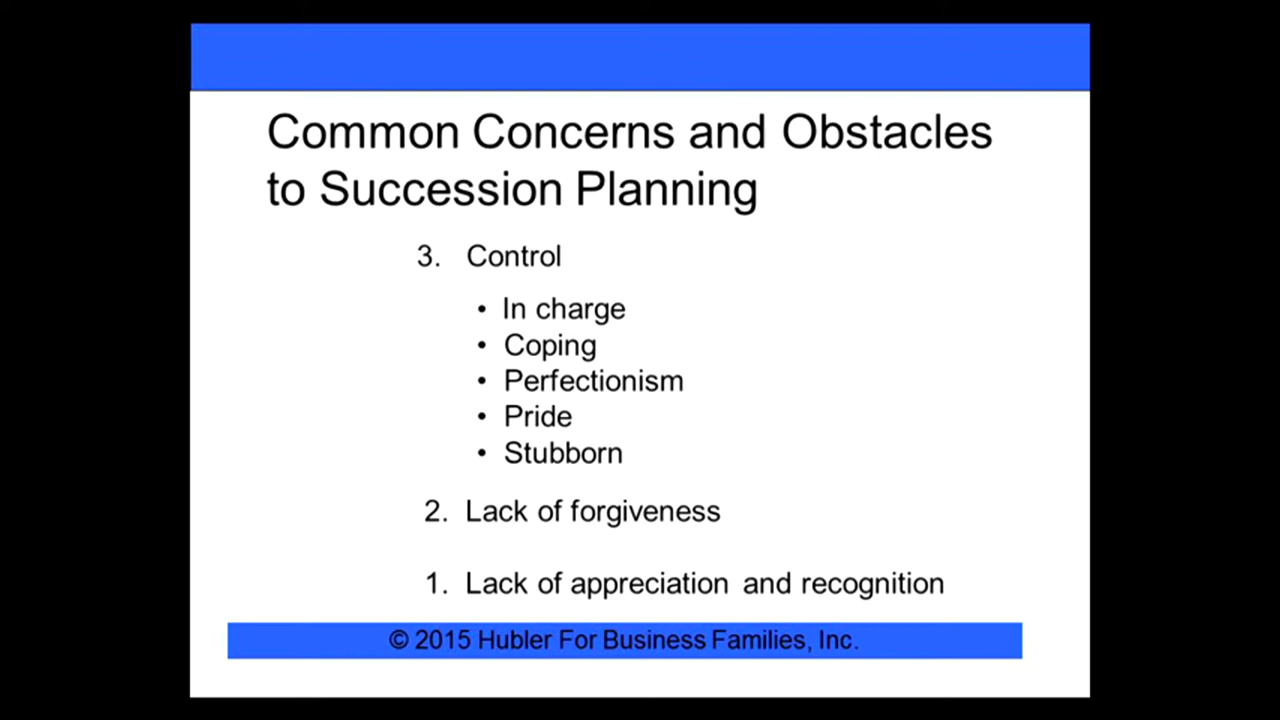 Common Concerns and Obstacles
to Succession Planning
3. Control
• In charge
• Coping
• Perfectionism
• Pride
• Stubborn
2. Lack of forgiveness
1. Lack of appreciation and recognition
© 2015 Hubler For Business Families, Inc.